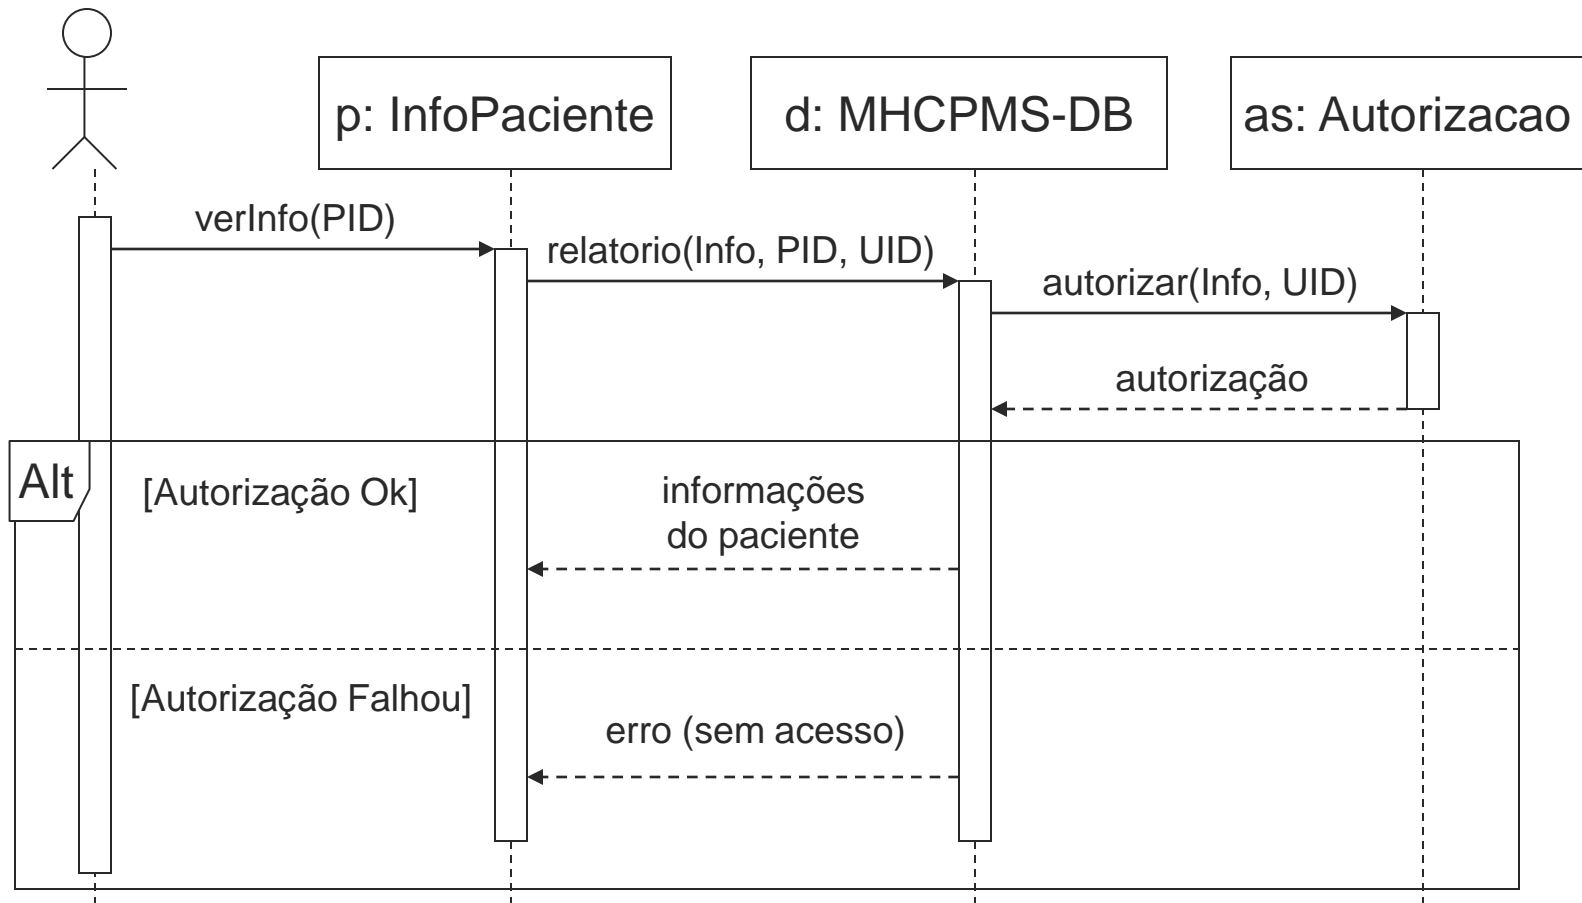 p: InfoPaciente
d: MHCPMS-DB
as: Autorizacao
verInfo(PID)
relatorio(Info, PID, UID)
autorizar(Info, UID)
autorização
Alt
[Autorização Ok]
informações
do paciente
[Autorização Falhou]
erro (sem acesso)